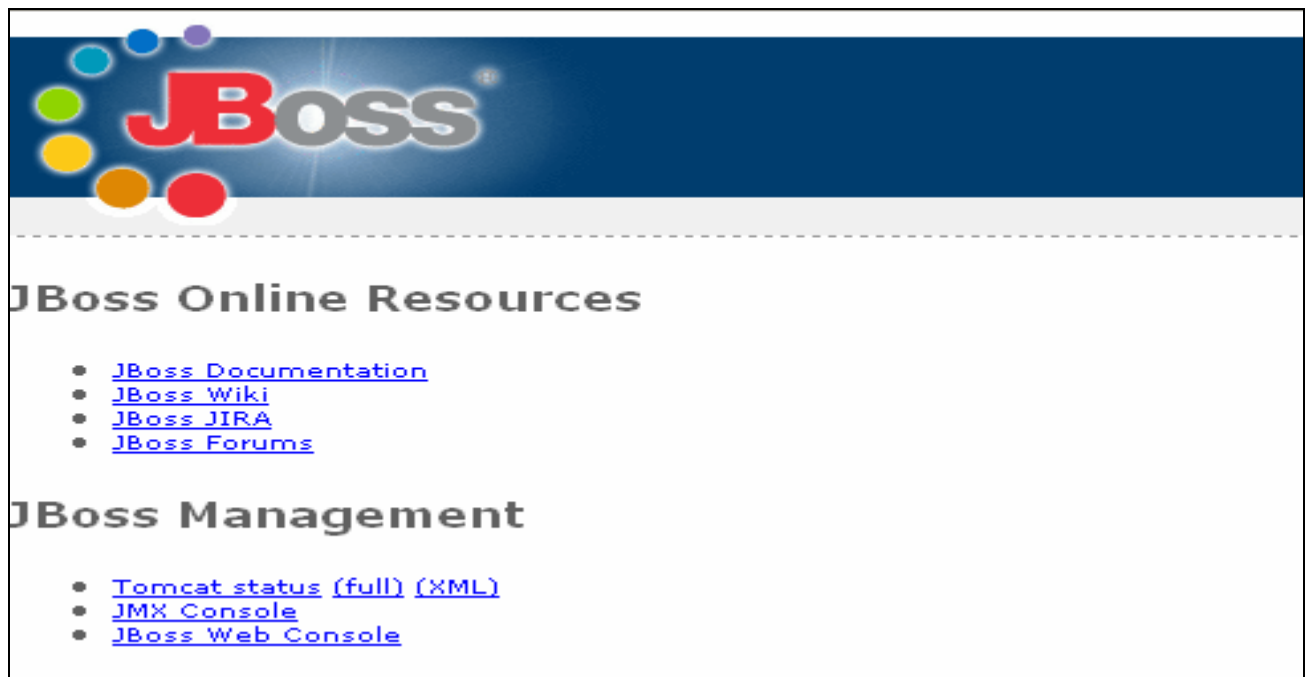 JBoss®
JBoss Online Resources
JBoss Documentation
JBoss Wiki
JBoss JIRA
JBoss Forums
JBoss Management
Tomcat status (full) (XML)
JMX Console
JBoss Web Console